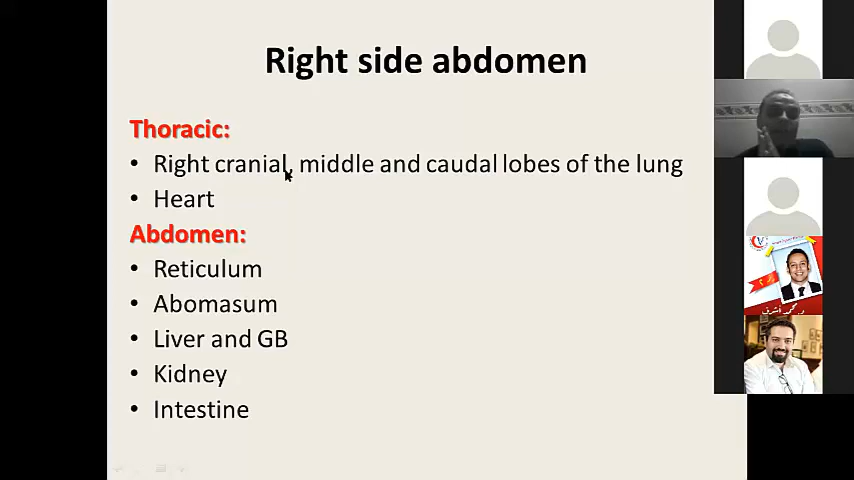 Right side abdomen
Thoracic:
• Right cranial, middle and caudal lobes of the lung
• Heart
Abdomen:
• Reticulum
• Abomasum
• Liver and GB
• Kidney
• Intestine